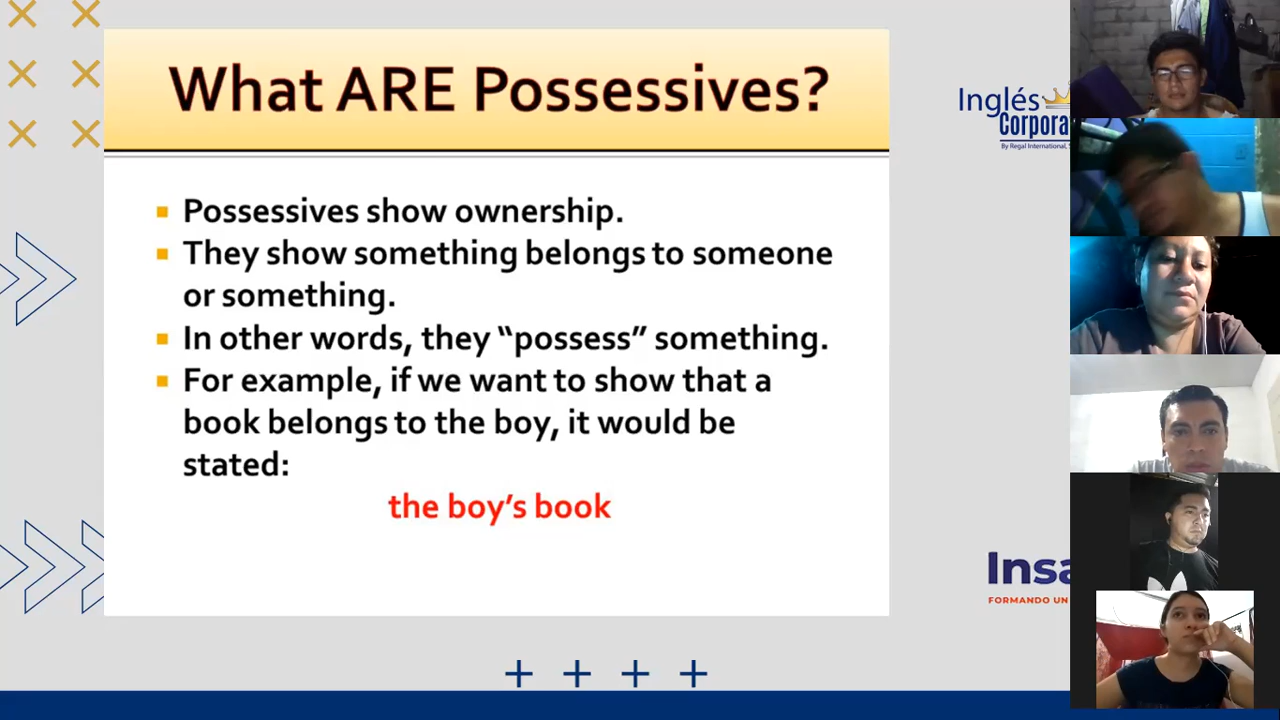 What ARE Possessives?
Possessives show ownership.
They show something belongs to someone
or something.
In other words, they “possess” something.
For example, if we want to show that a
book belongs to the boy, it would be
stated:
the boy’s book
Inglés
Corpora
By Regal International, S
Insa
FORMANDO UN